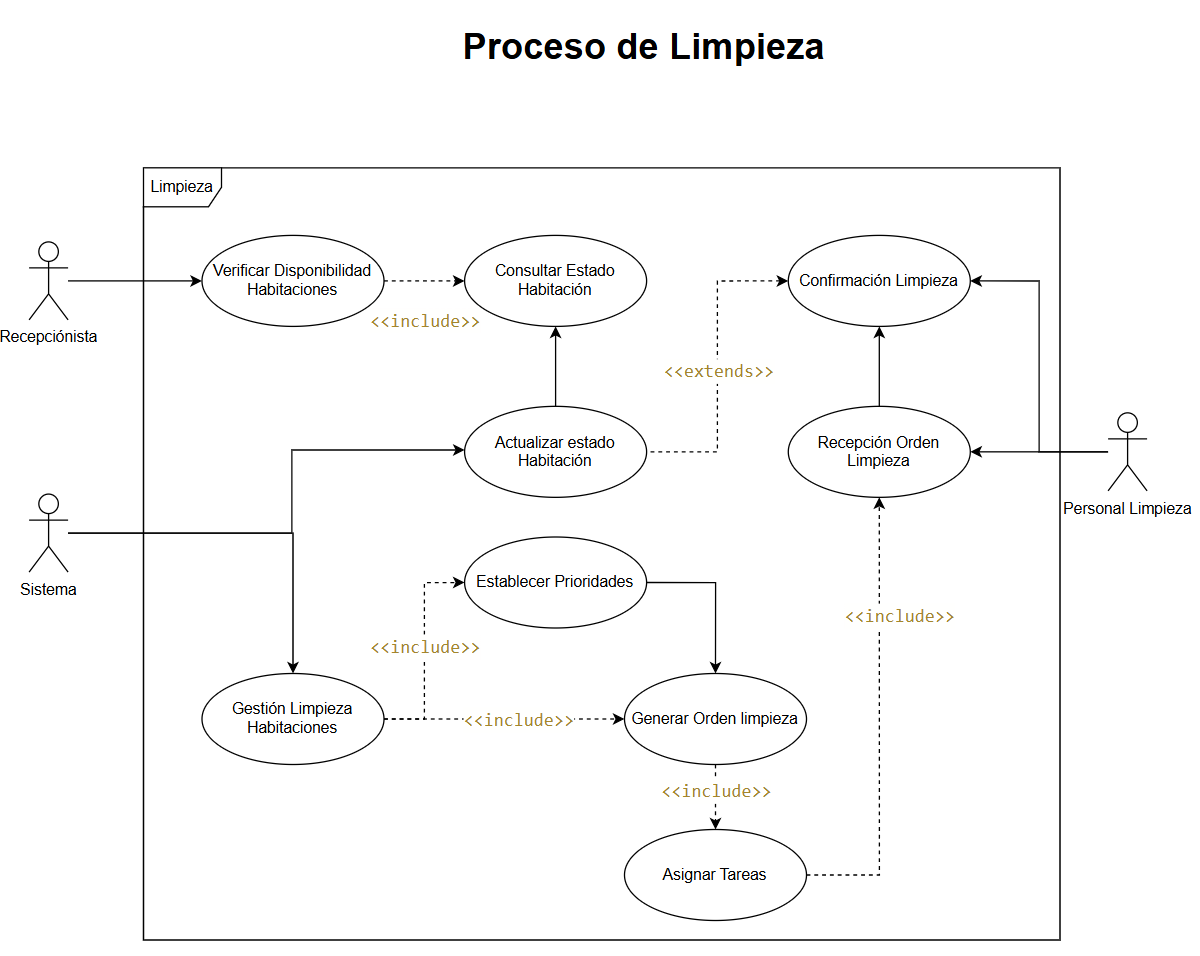 Proceso de Limpieza
Limpieza
Verificar Disponibilidad
Habitaciones
Consultar Estado
Habitación
Confirmación Limpieza
<<include>>
Recepciónista
<<extends>>
Actualizar estado
Habitación
Recepción Orden
Limpieza
Personal Limpieza
Sistema
Establecer Prioridades
<<include>>
<<include>>
Gestión Limpieza
Habitaciones
<<include>>
Generar Orden limpieza
<<include>>
Asignar Tareas